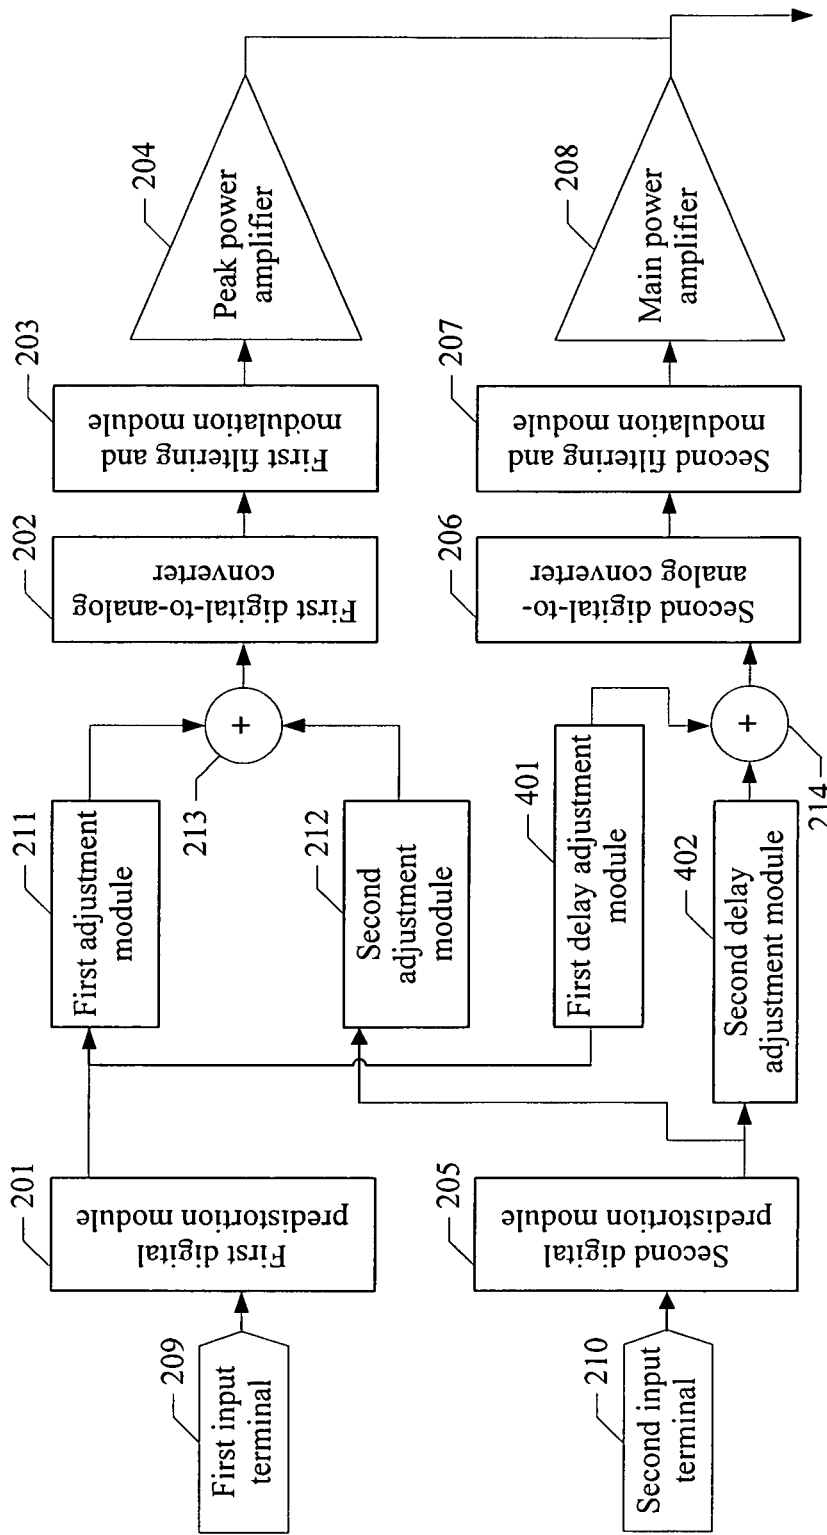 209
First input
terminal
201
First digital
predistortion module
211
First adjustment
module
212
Second
adjustment
module
213
+
202
First digital-to-analog
converter
203
First filtering and
modulation module
204
Peak power
amplifier
210
Second input
terminal
205
Second digital
predistortion module
401
First delay adjustment
module
402
Second delay
adjustment module
214
+
206
Second digital-to-
analog converter
207
Second filtering and
modulation module
208
Main power
amplifier